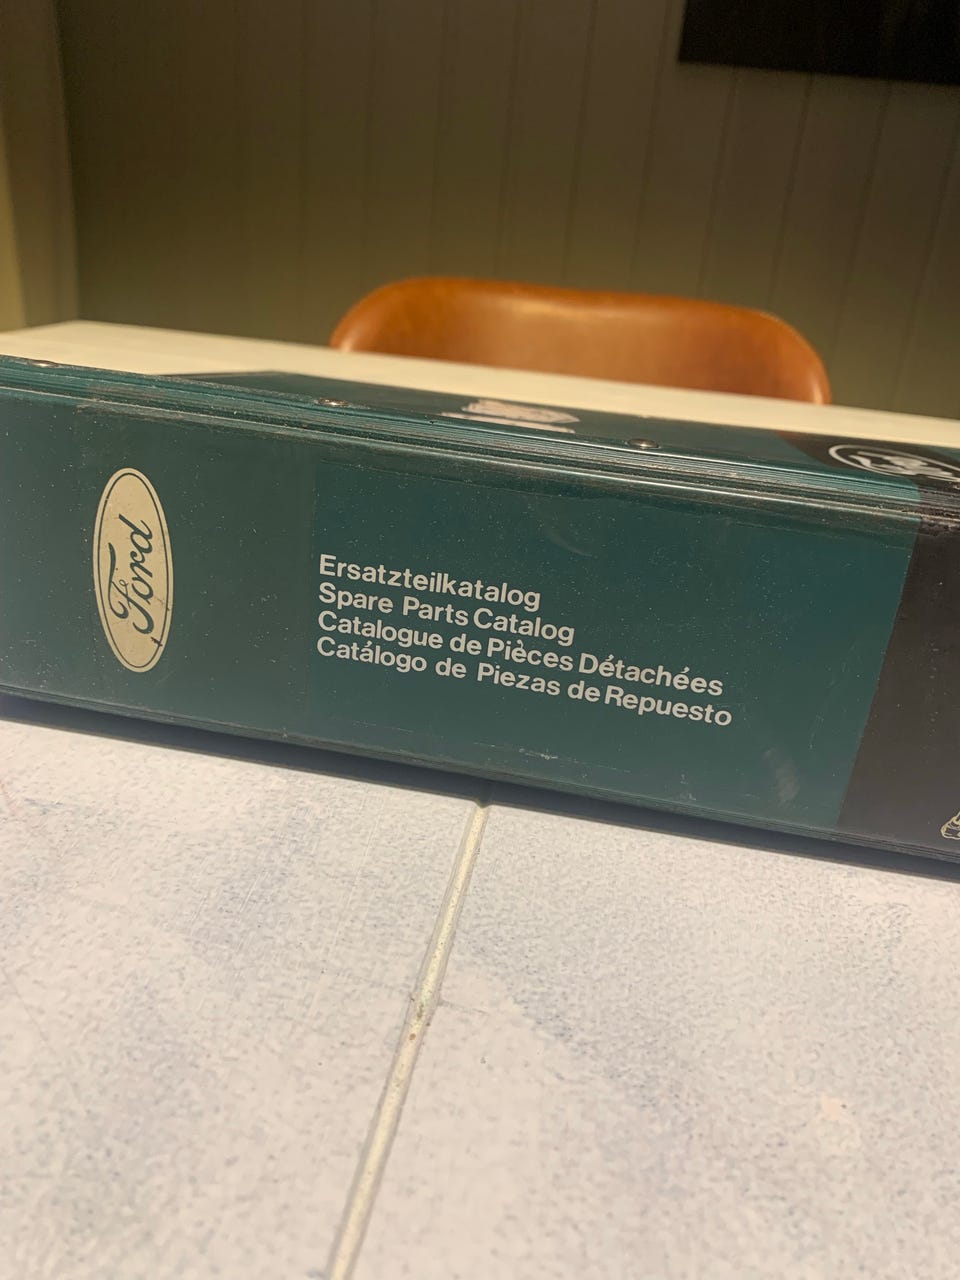 Ford
Ersatzteilkatalog
Spare Parts Catalog
Catalogue de Pièces Détachées
Catálogo de Piezas de Repuesto